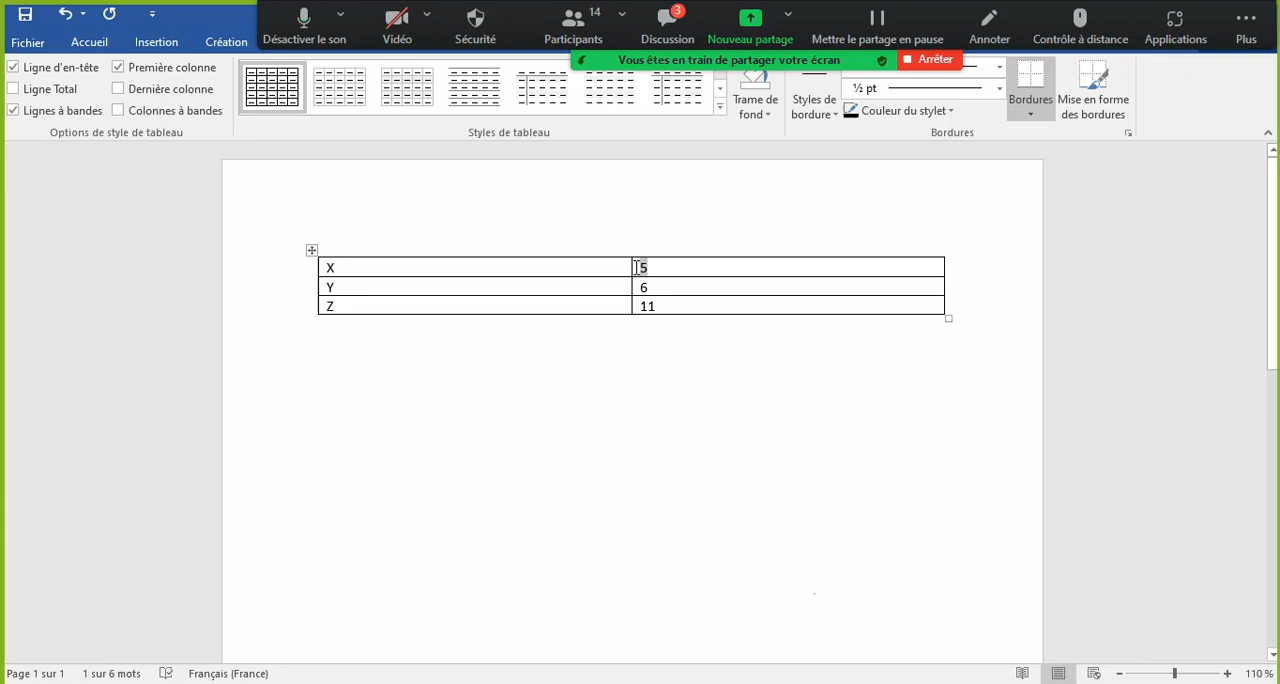 Fichier Accueil Insertion Création
Désactiver le son Vidéo Sécurité 14 Participants 3 Discussion Nouveau partage Mettre le partage en pause Annoter Contrôle à distance Applications Plus
Vous êtes en train de partager votre écran Arrêter
Ligne d'en-tête Première colonne
Ligne Total Dernière colonne
Lignes à bandes Colonnes à bandes
Options de style de tableau
Styles de tableau
Trame de fond
Styles de bordure
½ pt
Couleur du stylet
Bordures
Mise en forme des bordures
Bordures
X 5
Y 6
Z 11
Page 1 sur 1 1 sur 6 mots Français (France) 110 %